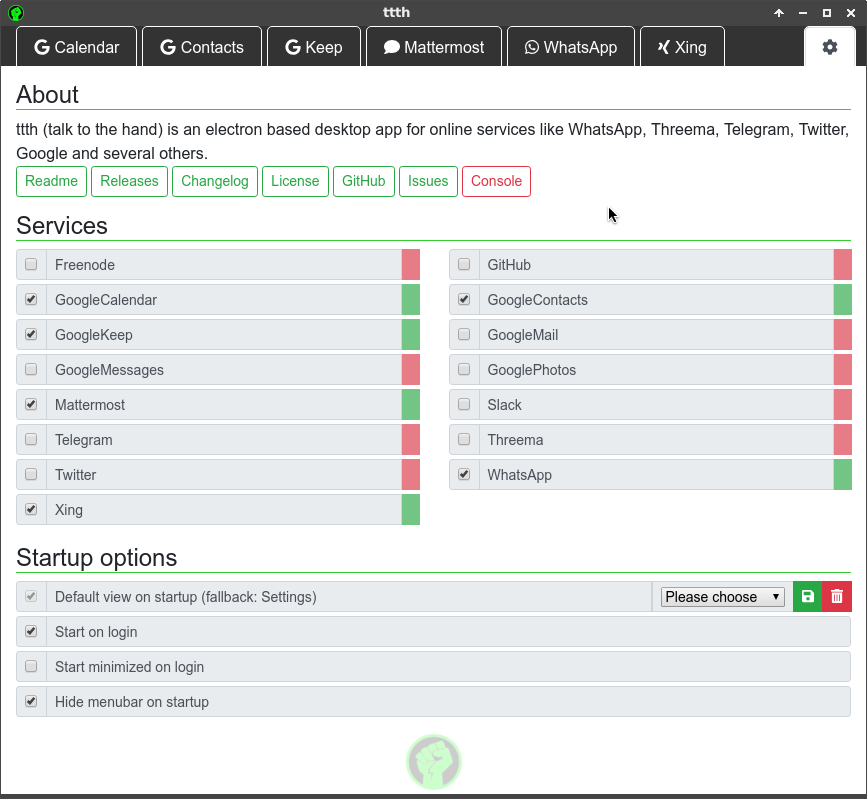 ttth
Calendar Contacts Keep Mattermost WhatsApp Xing
About
ttth (talk to the hand) is an electron based desktop app for online services like WhatsApp, Threema, Telegram, Twitter,
Google and several others.
Readme Releases Changelog License GitHub Issues Console
Services
Freenode GitHub
GoogleCalendar GoogleContacts
GoogleKeep GoogleMail
GoogleMessages GooglePhotos
Mattermost Slack
Telegram Threema
Twitter WhatsApp
Xing
Startup options
Default view on startup (fallback: Settings) Please choose
Start on login
Start minimized on login
Hide menubar on startup